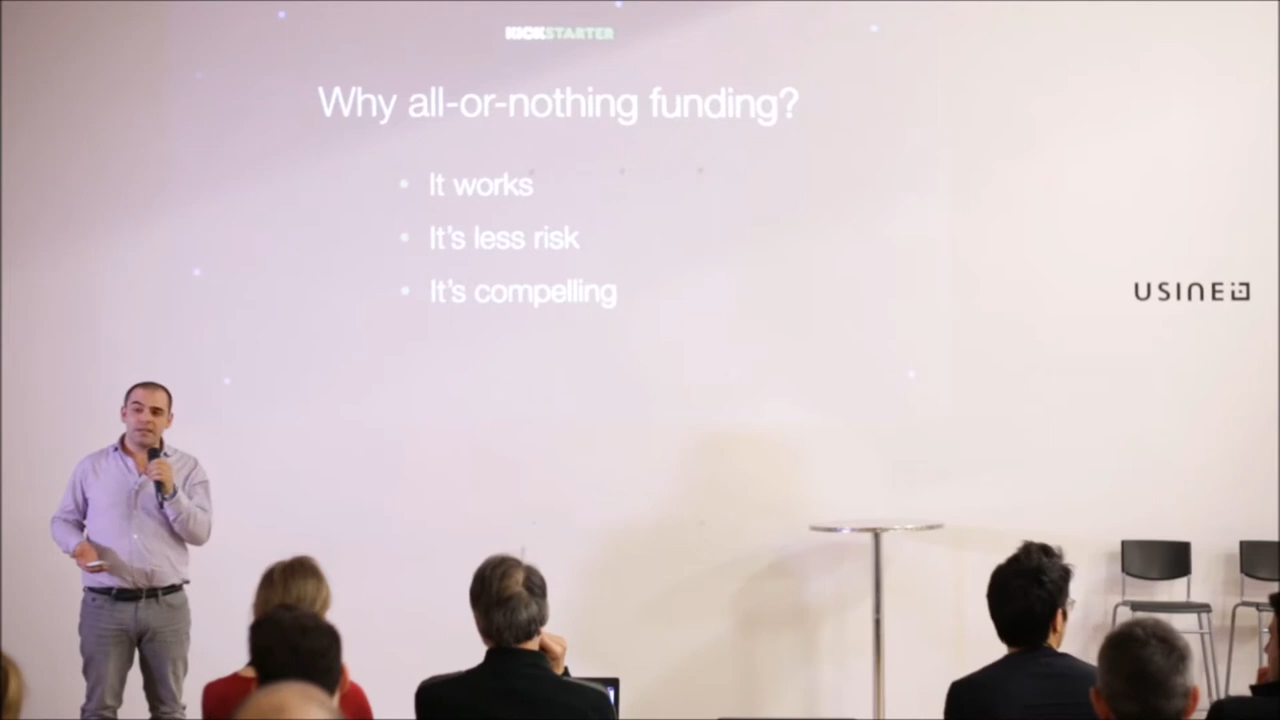 KICKSTARTER
Why all-or-nothing funding?
• It works
• It's less risk
• It's compelling
USINE